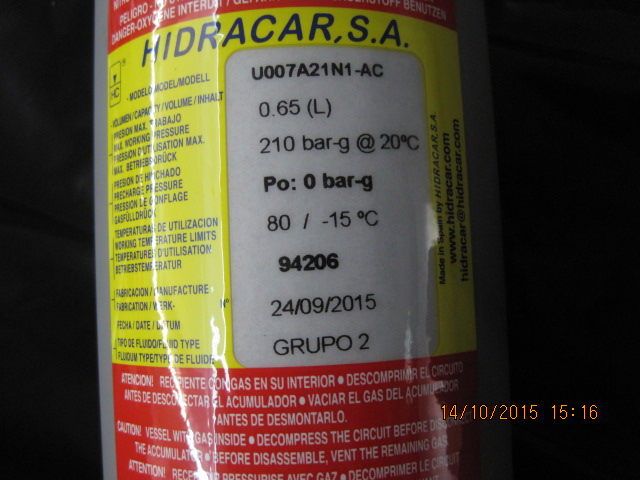 DANGER-OXYGENE INTERDIT
HIDRACAR, S.A.
HC
MODELO/MODEL/MODELL
U007A21N1-AC
VOLUMEN/CAPACITY/VOLUME/INHALT
0.65 (L)
PRESION MAX. TRABAJO
MAX. WORKING PRESSURE
PRESSION D'UTILISATION MAX.
MAX. BETRIEBSDRÜCK
210 bar-g @ 20ºC
PRESION DE HINCHADO
PRECHARGE PRESSURE
PRESSION DE GONFLAGE
GASFÜLLDRÜCK
Po: 0 bar-g
TEMPERATURAS DE UTILIZACION
WORKING TEMPERATURE LIMITS
TEMPERATURES D'UTILISATION
BETRIEBSTEMPERATUR
80 / -15 ºC
FABRICACION / MANUFACTURE
FABRICATION / WERK- Nº
94206
FECHA / DATE / DATUM
24/09/2015
TIPO DE FLUIDO/FLUID TYPE
FLUIDUM TYPE/TYPE DE FLUIDE
GRUPO 2
Made in Spain by HIDRACAR, S.A.
www.hidracar.com
hidracar@hidracar.com
ATENCION! RECIPIENTE CON GAS EN SU INTERIOR ● DESCOMPRIMIR EL CIRCUITO
ANTES DE DESCONECTAR EL ACUMULADOR ● VACIAR EL GAS DEL ACUMULADOR
ANTES DE DESMONTARLO.
CAUTION! VESSEL WITH GAS INSIDE ● DECOMPRESS THE CIRCUIT BEFORE
THE ACCUMULATOR ● BEFORE DISASSEMBLE, VENT THE REMAINING GAS.
ATTENTION! PRESSURISE AVEC GAZ ● DECOMPRIMER LE CIRCUIT
14/10/2015 15:16